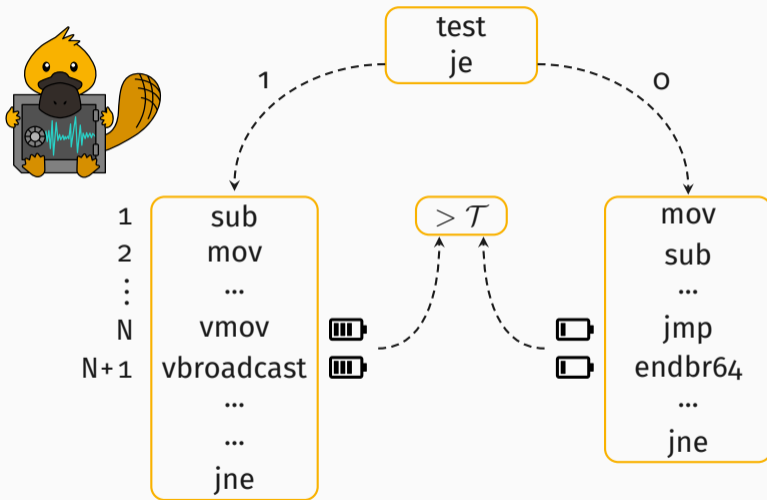 test
je
1
0
1
2
⋮
N
N+1
sub
mov
...
vmov
vbroadcast
...
...
jne
> 𝒯
mov
sub
...
jmp
endbr64
...
jne